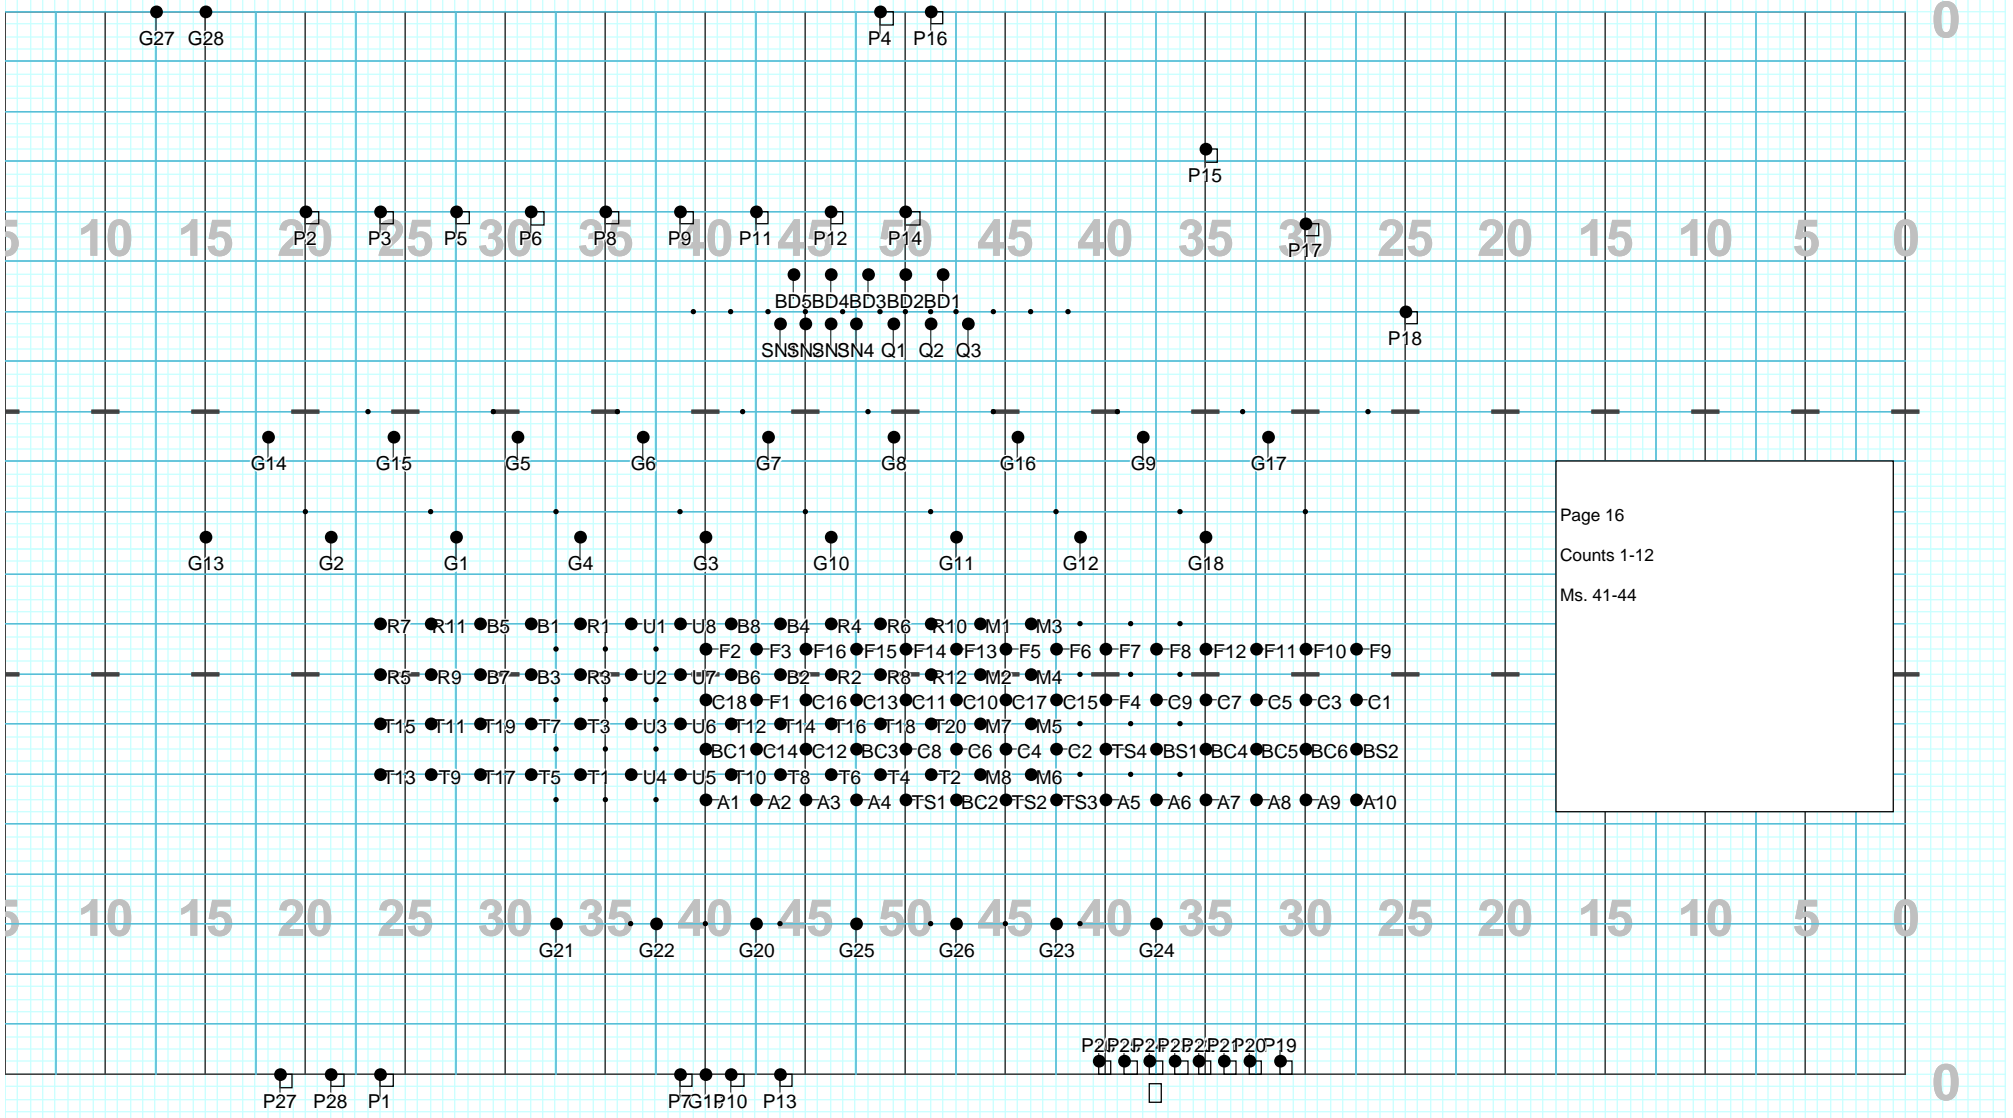 0
G27 G28 P4 P16
P15
P2 P3 P5 P6 P8 P9 P11 P12 P14
5 10 15 20 25 30 35 40 45 50 45 40 35 30 25 20 15 10 5 0
P17
BD5 BD4 BD3 BD2 BD1
P18
SN4 Q1 Q2 Q3
G14 G15 G5 G6 G7 G8 G16 G9 G17
Page 16
Counts 1-12
Ms. 41-44
G13 G2 G1 G4 G3 G10 G11 G12 G18
R7 R11 B5 B1 R1 U1 U8 B8 B4 R4 R6 R10 M1 M3
F2 F3 F16 F15 F14 F13 F5 F6 F7 F8 F12 F11 F10 F9
R5 R9 B7 B3 R3 U2 U7 B6 B2 R2 R8 R12 M2 M4
C18 F1 C16 C13 C11 C10 C17 C15 F4 C9 C7 C5 C3 C1
T15 T11 T19 T7 T3 U3 U6 T12 T14 T16 T18 T20 M7 M5
BC1 C14 C12 BC3 C8 C6 C4 C2 TS4 BS1 BC4 BC5 BC6 BS2
T13 T9 T17 T5 T1 U4 U5 T10 T8 T6 T4 T2 M8 M6
A1 A2 A3 A4 TS1 BC2 TS2 TS3 A5 A6 A7 A8 A9 A10
5 10 15 20 25 30 35 40 45 50 45 40 35 30 25 20 15 10 5 0
G21 G22 G20 G25 G26 G23 G24
P20 P19
0
P27 P28 P1 P7 P10 P13